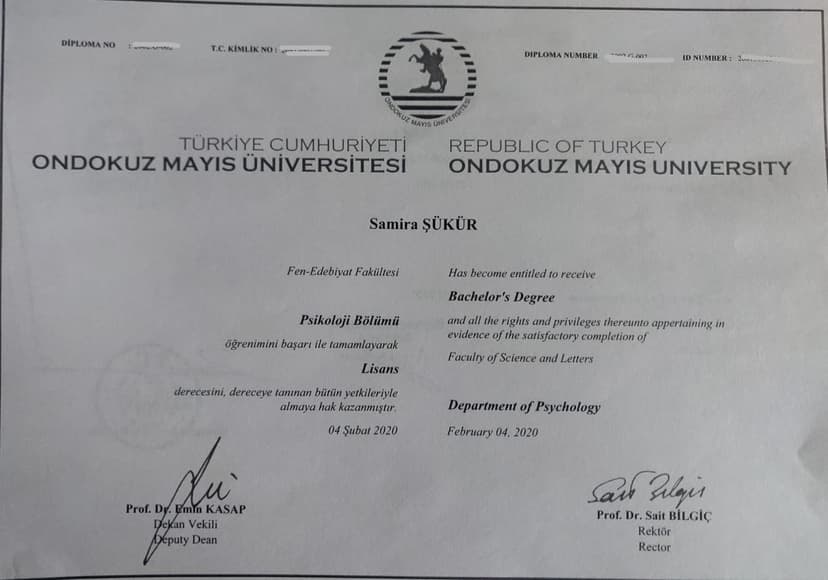 DİPLOMA NO :
T.C. KİMLİK NO :
DIPLOMA NUMBER
ID NUMBER :
ONDOKUZ MAYIS ÜNİVERSİTESİ
TÜRKİYE CUMHURİYETİ
ONDOKUZ MAYIS ÜNİVERSİTESİ
REPUBLIC OF TURKEY
ONDOKUZ MAYIS UNIVERSITY
Samira ŞÜKÜR
Fen-Edebiyat Fakültesi
Psikoloji Bölümü
öğrenimini başarı ile tamamlayarak
Lisans
derecesini, dereceye tanınan bütün yetkileriyle
almaya hak kazanmıştır.
04 Şubat 2020
Has become entitled to receive
Bachelor's Degree
and all the rights and privileges thereunto appertaining in
evidence of the satisfactory completion of
Faculty of Science and Letters
Department of Psychology
February 04, 2020
Prof. Dr. Emin KASAP
Dekan Vekili
Deputy Dean
Sait Bilgiç
Prof. Dr. Sait BİLGİÇ
Rektör
Rector